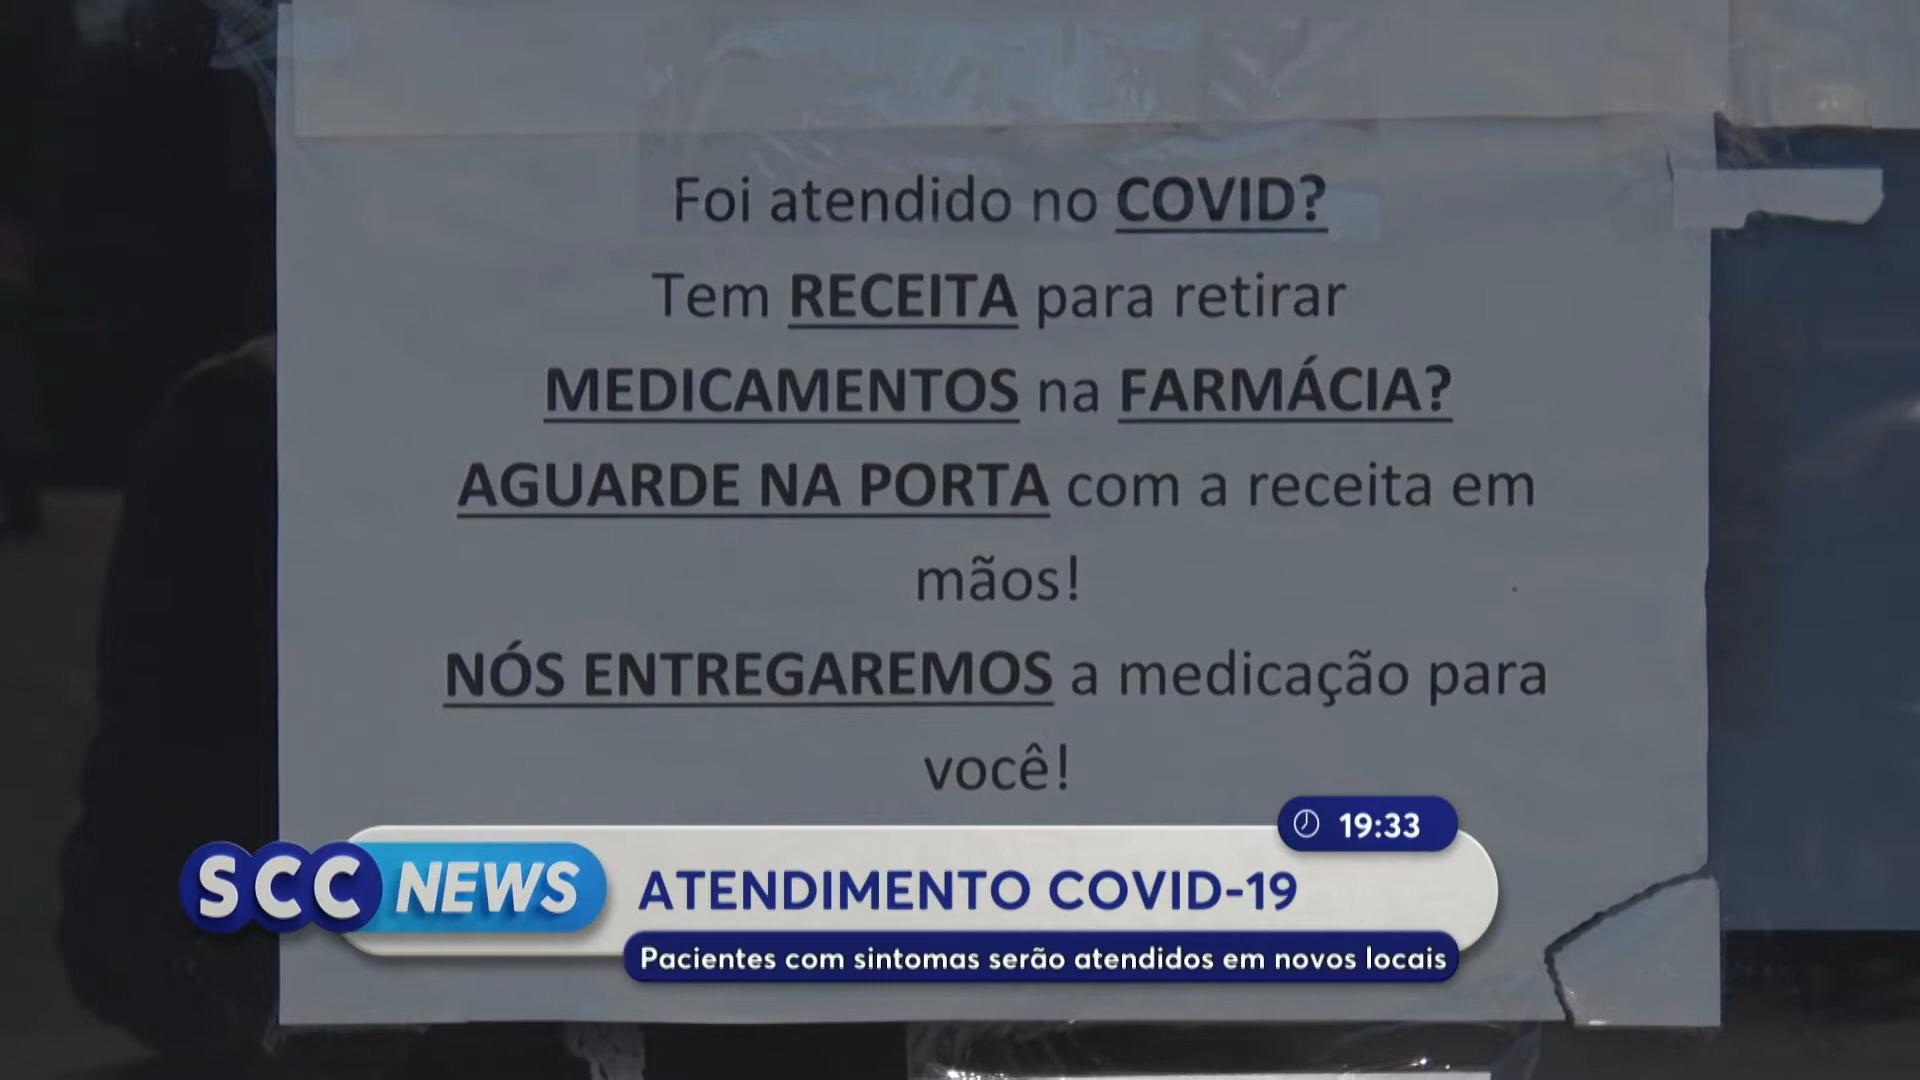 Foi atendido no COVID?
Tem RECEITA para retirar
MEDICAMENTOS na FARMÁCIA?
AGUARDE NA PORTA com a receita em
mãos!
NÓS ENTREGAREMOS a medicação para
você!
19:33
SCC NEWS
ATENDIMENTO COVID-19
Pacientes com sintomas serão atendidos em novos locais